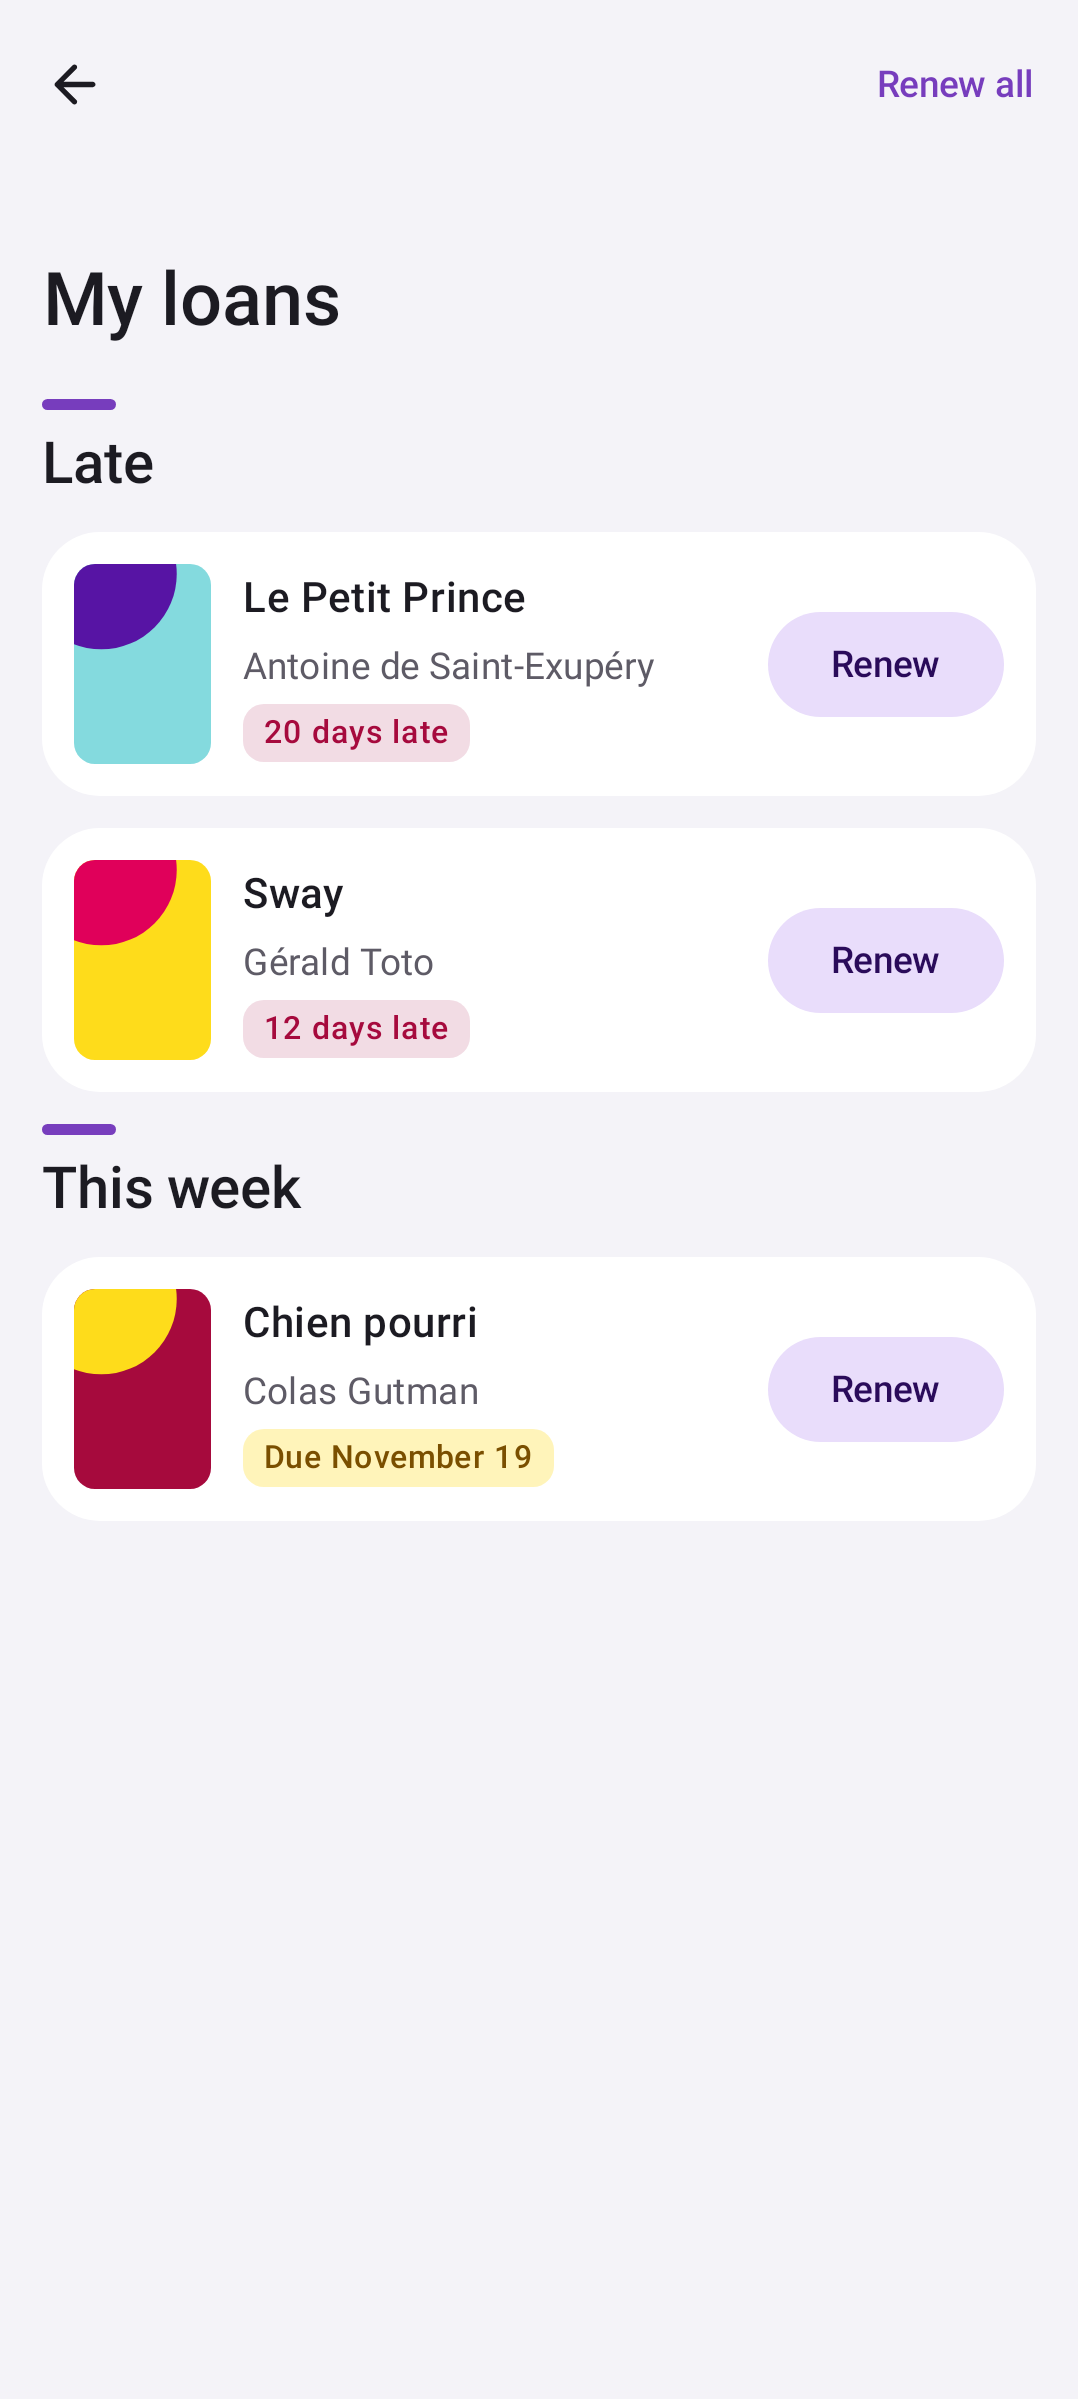 Renew all
My loans
Late
Le Petit Prince
Antoine de Saint-Exupéry
20 days late
Renew
Sway
Gérald Toto
12 days late
Renew
This week
Chien pourri
Colas Gutman
Due November 19
Renew